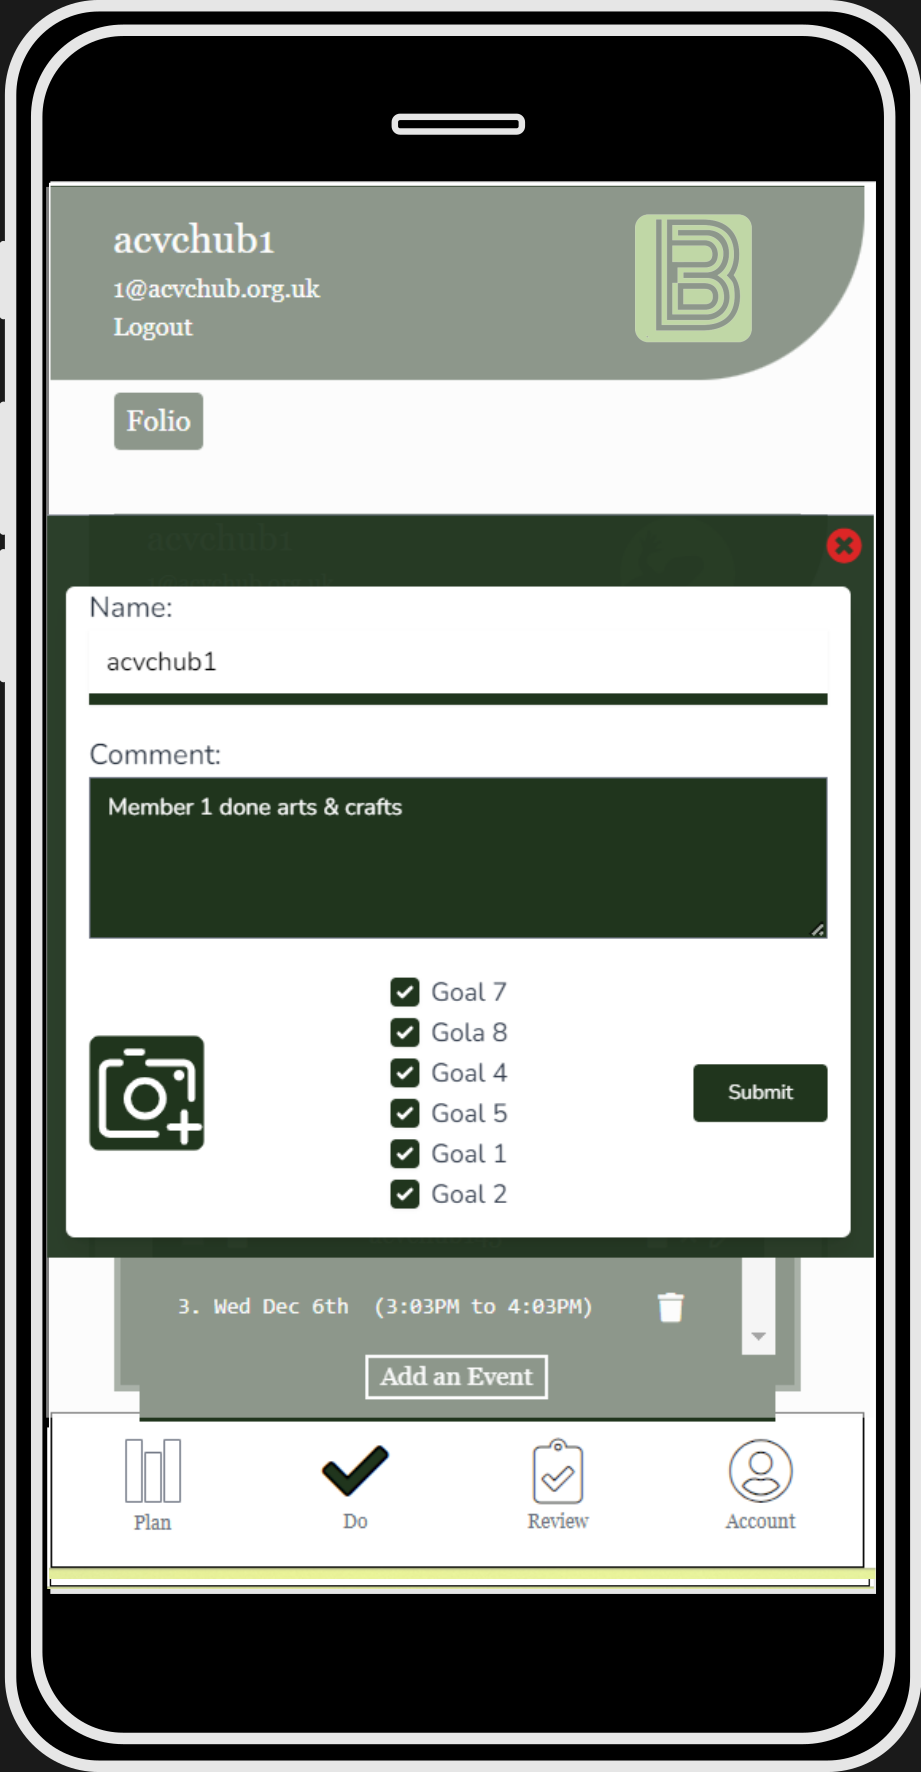 acvchub1
1@acvchub.org.uk
Logout
B
Folio
acvchub1
Name:
acvchub1
Comment:
Member 1 done arts & crafts
Goal 7
Gola 8
Goal 4
Goal 5
Goal 1
Goal 2
Submit
3. Wed Dec 6th (3:03PM to 4:03PM)
Add an Event
Plan
Do
Review
Account